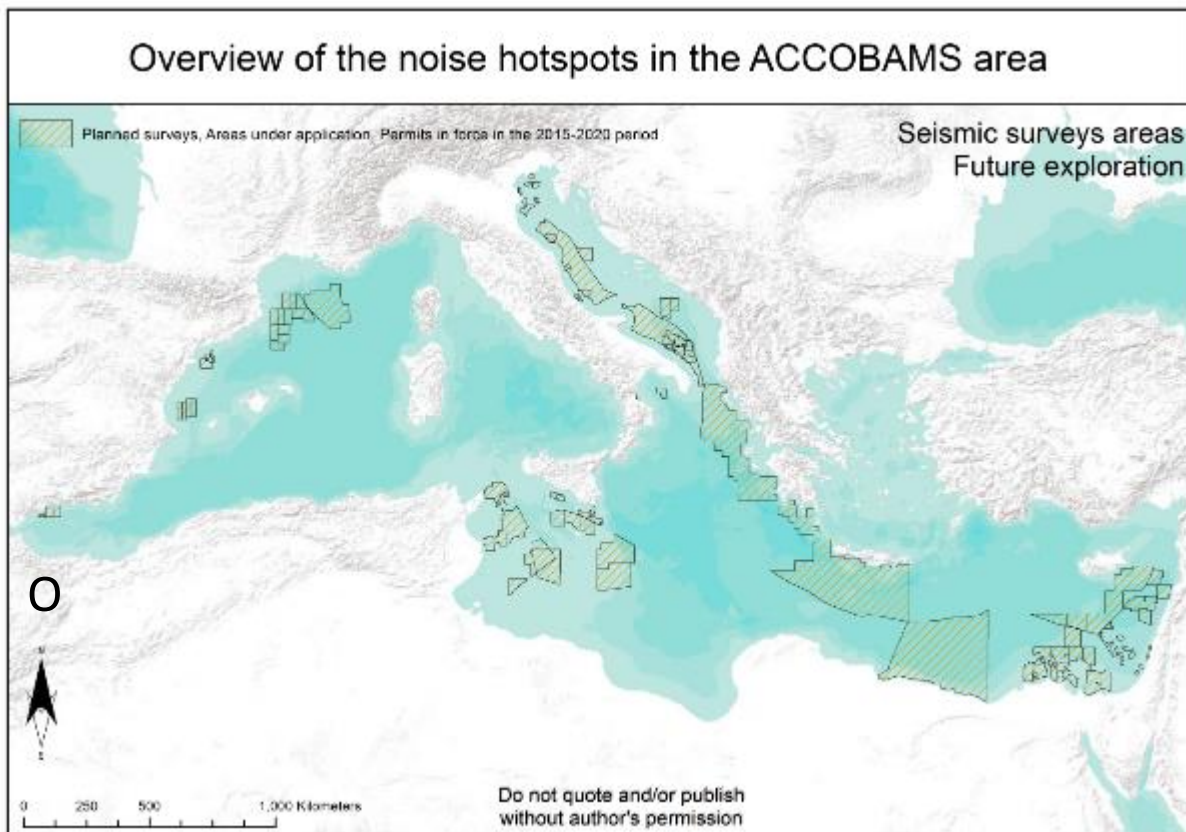 Overview of the noise hotspots in the ACCOBAMS area
Planned surveys, Areas under application, Permits in force in the 2015-2020 period
Seismic surveys areas
Future exploration
O
N
S
0 250 500 1,000 Kilometers
Do not quote and/or publish
without author's permission